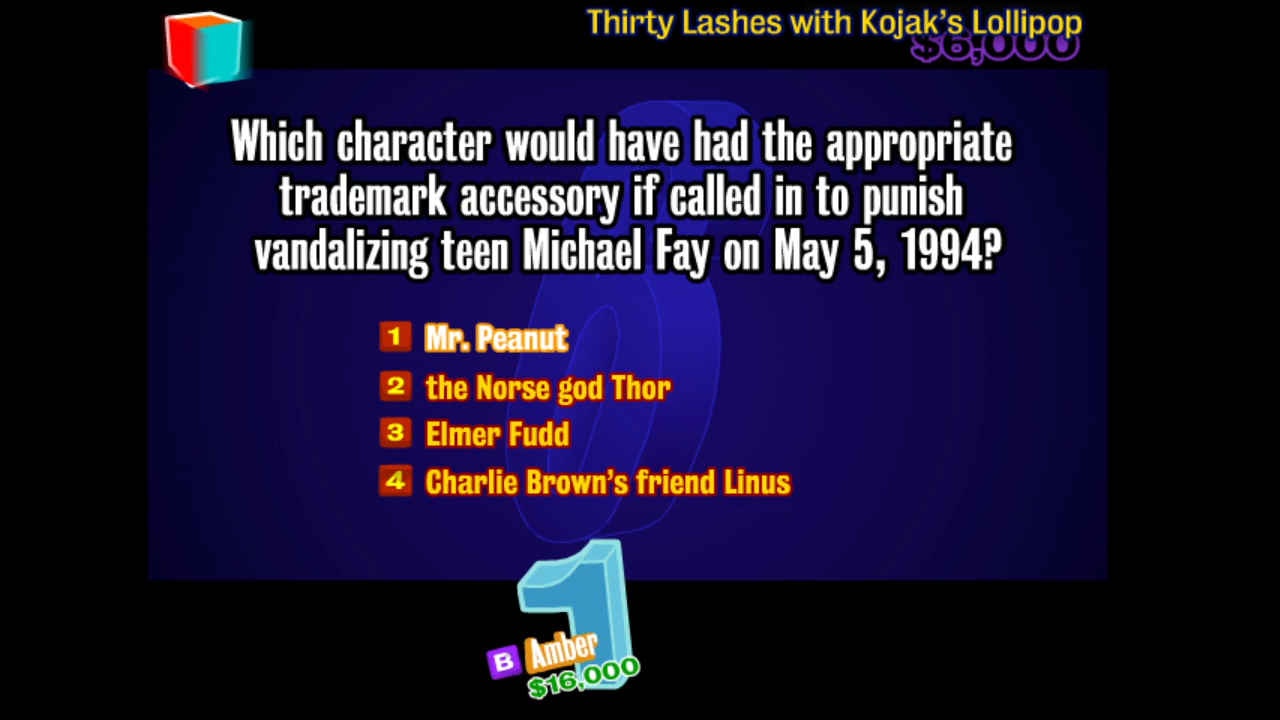 Thirty Lashes with Kojak's Lollipop
$6,000
Which character would have had the appropriate
trademark accessory if called in to punish
vandalizing teen Michael Fay on May 5, 1994?
1 Mr. Peanut
2 the Norse god Thor
3 Elmer Fudd
4 Charlie Brown's friend Linus
1
B Amber
$16,000